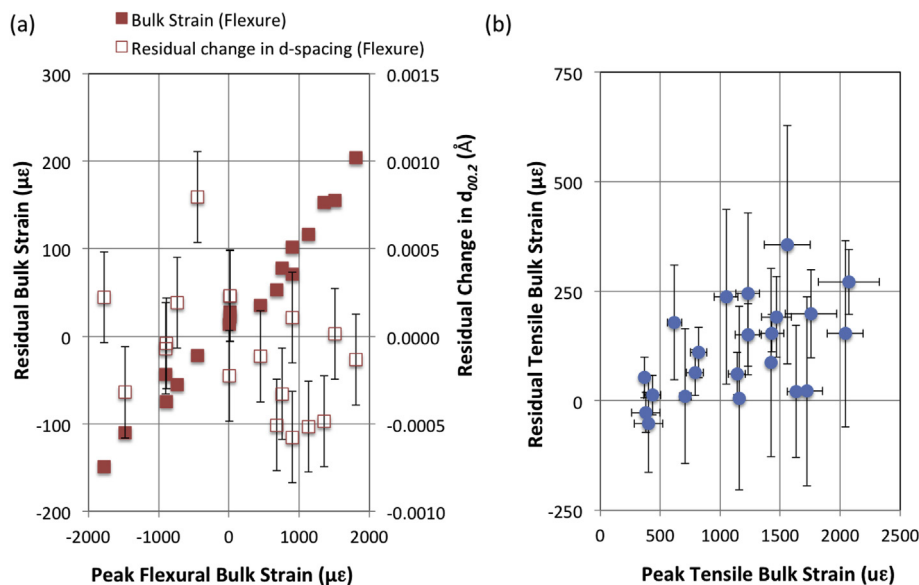 (a)
Bulk Strain (Flexure)
Residual change in d-spacing (Flexure)
300
200
100
0
-100
-200
Residual Bulk Strain (με)
0.0015
0.0010
0.0005
0.0000
-0.0005
-0.0010
Residual Change in d00.2 (Å)
-2000 -1000 0 1000 2000
Peak Flexural Bulk Strain (με)
(b)
750
500
250
0
-250
Residual Tensile Bulk Strain (με)
0 500 1000 1500 2000 2500
Peak Tensile Bulk Strain (uε)